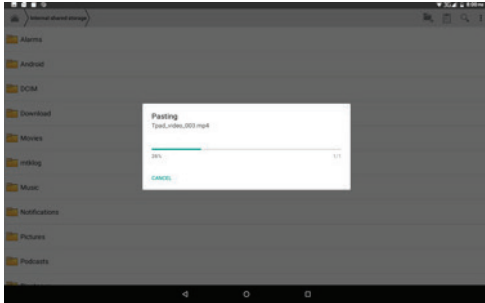 Internal shared storage
Alarms
Android
DCIM
Download
Movies
mtklog
Music
Notifications
Pictures
Podcasts
Pasting
Tpad_video_003.mp4
1/1
CANCEL